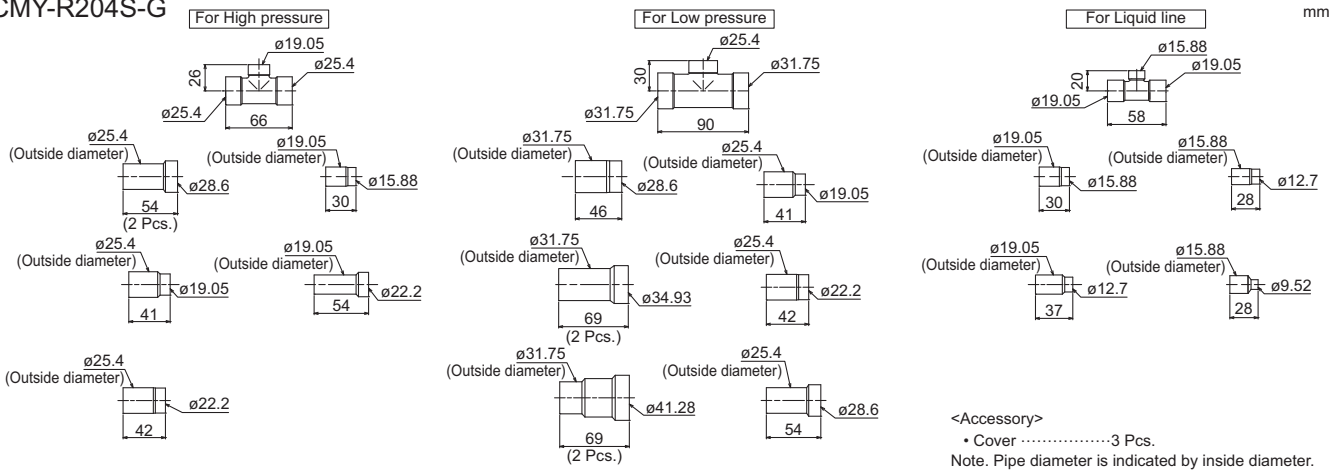 CMY-R204S-G
mm
For High pressure
ø19.05
ø25.4
26
ø25.4
66
ø25.4
(Outside diameter)
ø28.6
54
(2 Pcs.)
ø19.05
(Outside diameter)
ø15.88
30
ø25.4
(Outside diameter)
ø19.05
41
ø19.05
(Outside diameter)
ø22.2
54
ø25.4
(Outside diameter)
ø22.2
42
For Low pressure
ø25.4
ø31.75
30
ø31.75
90
ø31.75
(Outside diameter)
ø28.6
46
ø25.4
(Outside diameter)
ø19.05
41
ø31.75
(Outside diameter)
ø34.93
69
(2 Pcs.)
ø25.4
(Outside diameter)
ø22.2
42
ø31.75
(Outside diameter)
ø41.28
69
(2 Pcs.)
ø25.4
(Outside diameter)
ø28.6
54
For Liquid line
ø15.88
ø19.05
20
ø19.05
58
ø19.05
(Outside diameter)
ø15.88
30
ø15.88
(Outside diameter)
ø12.7
28
ø19.05
(Outside diameter)
ø12.7
37
ø15.88
(Outside diameter)
ø9.52
28
<Accessory>
• Cover ·················3 Pcs.
Note. Pipe diameter is indicated by inside diameter.